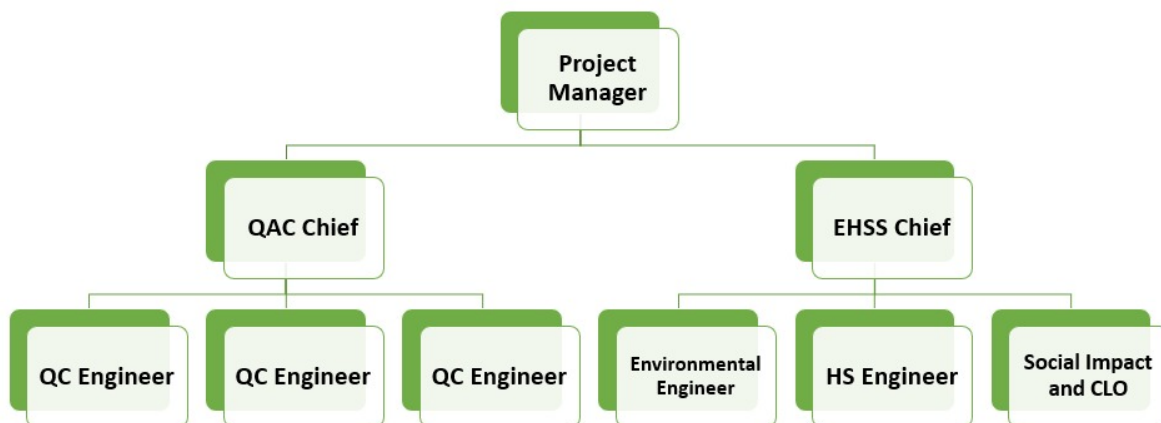 Project
Manager
QAC Chief
EHSS Chief
QC Engineer
QC Engineer
QC Engineer
Environmental
Engineer
HS Engineer
Social Impact
and CLO